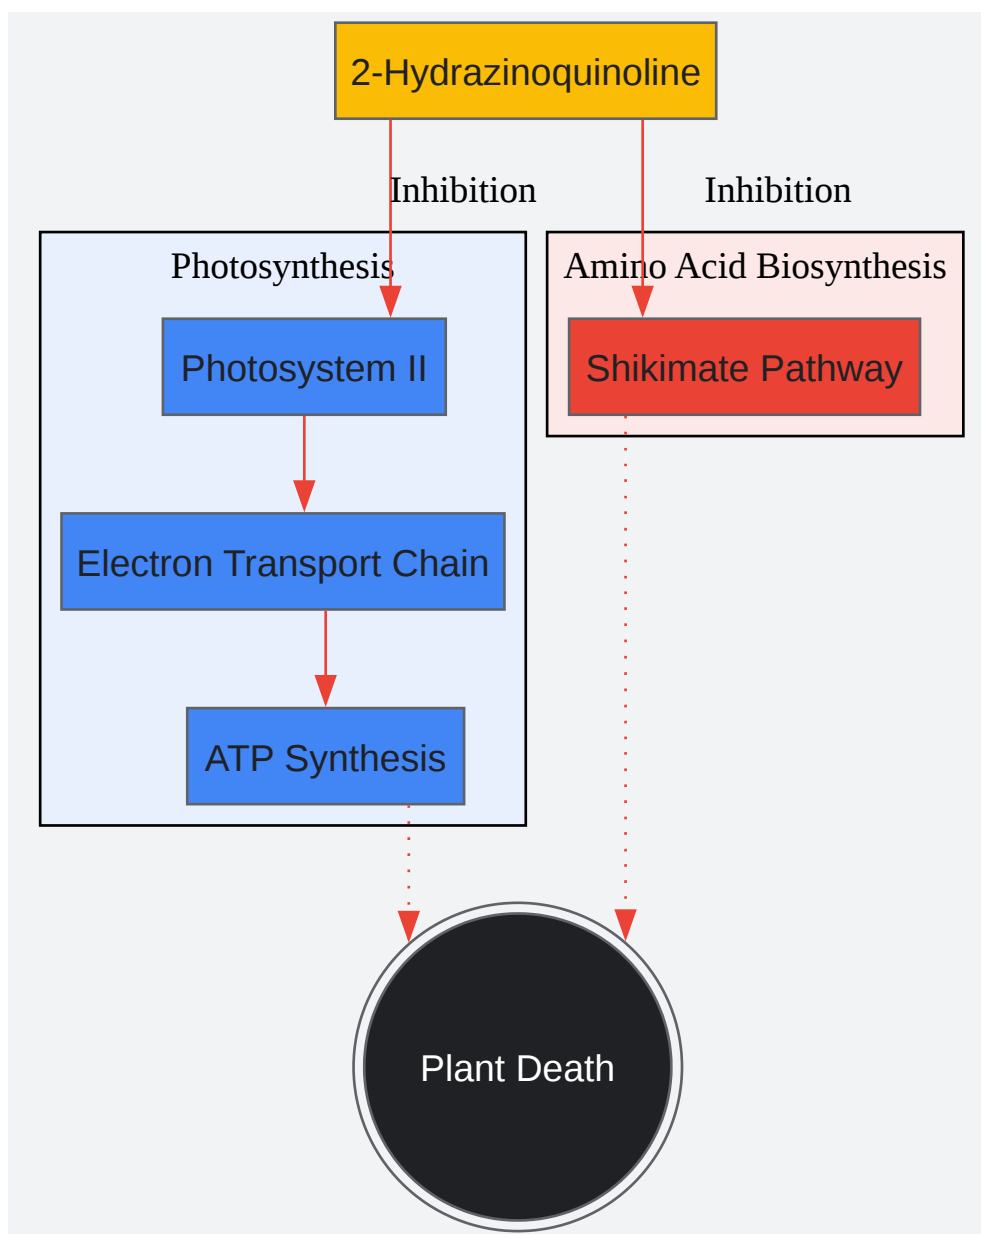 2-Hydrazinoquinoline
Inhibition
Inhibition
Photosynthesis
Amino Acid Biosynthesis
Photosystem II
Shikimate Pathway
Electron Transport Chain
ATP Synthesis
Plant Death